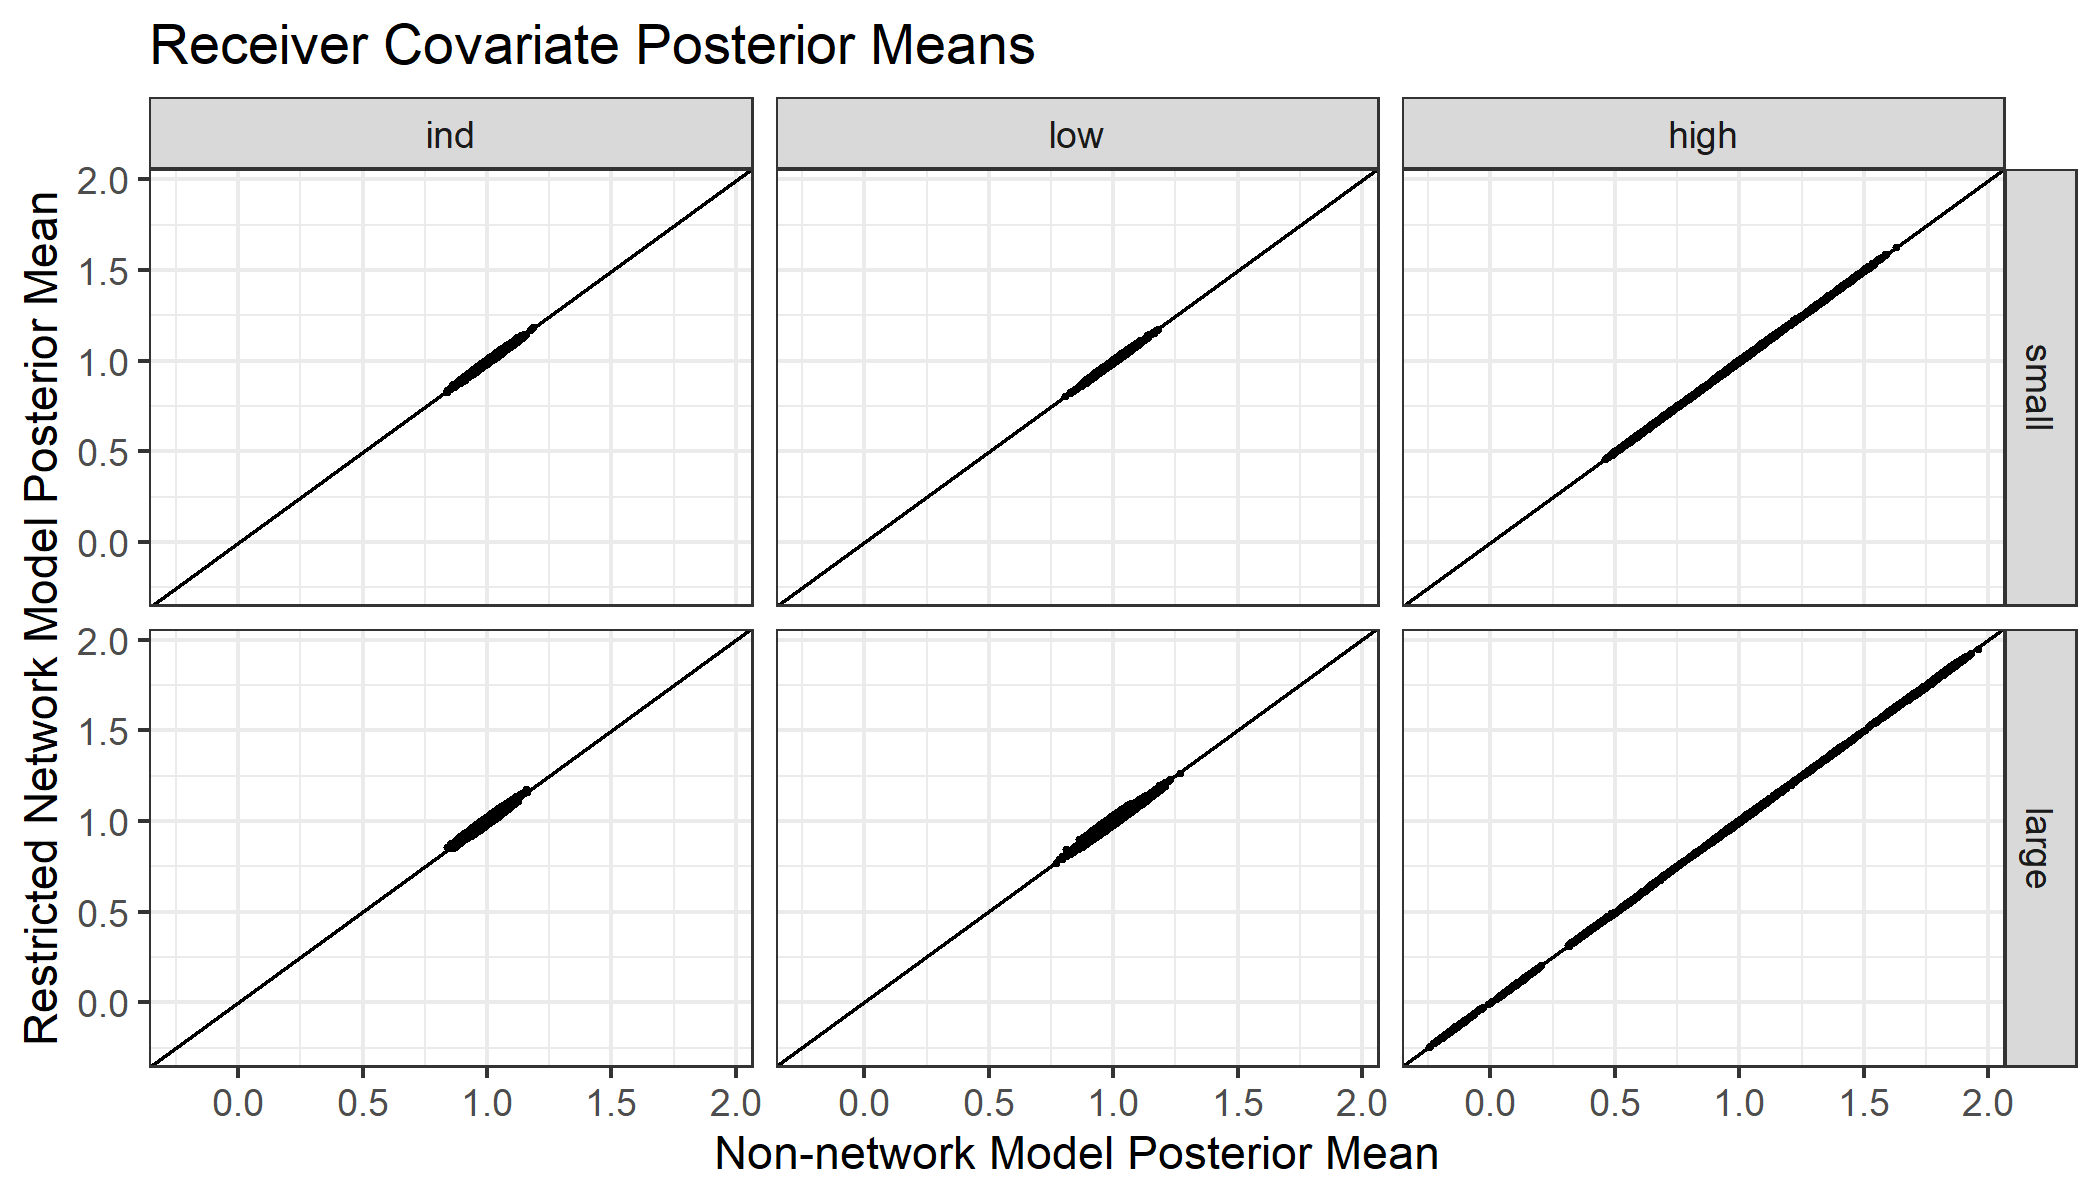 Receiver Covariate Posterior Means
ind low high
2.0
1.5
1.0
0.5
0.0
small
2.0
1.5
1.0
0.5
0.0
large
Restricted Network Model Posterior Mean
0.0 0.5 1.0 1.5 2.0 0.0 0.5 1.0 1.5 2.0 0.0 0.5 1.0 1.5 2.0
Non-network Model Posterior Mean